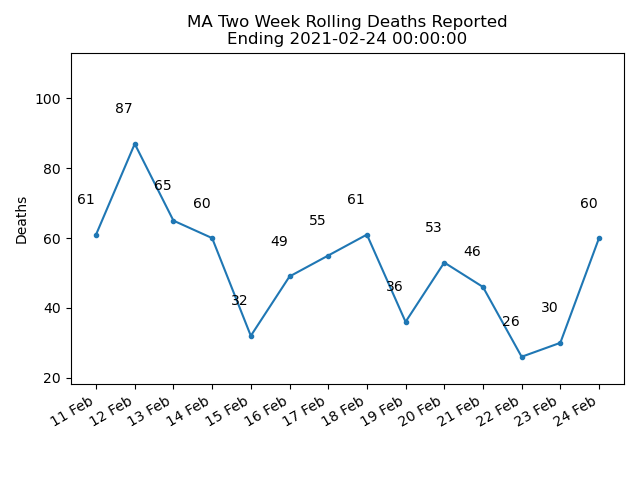 MA Two Week Rolling Deaths Reported
Ending 2021-02-24 00:00:00
Deaths
100
80
60
40
20
61
87
65
60
32
49
55
61
36
53
46
26
30
60
11 Feb
12 Feb
13 Feb
14 Feb
15 Feb
16 Feb
17 Feb
18 Feb
19 Feb
20 Feb
21 Feb
22 Feb
23 Feb
24 Feb